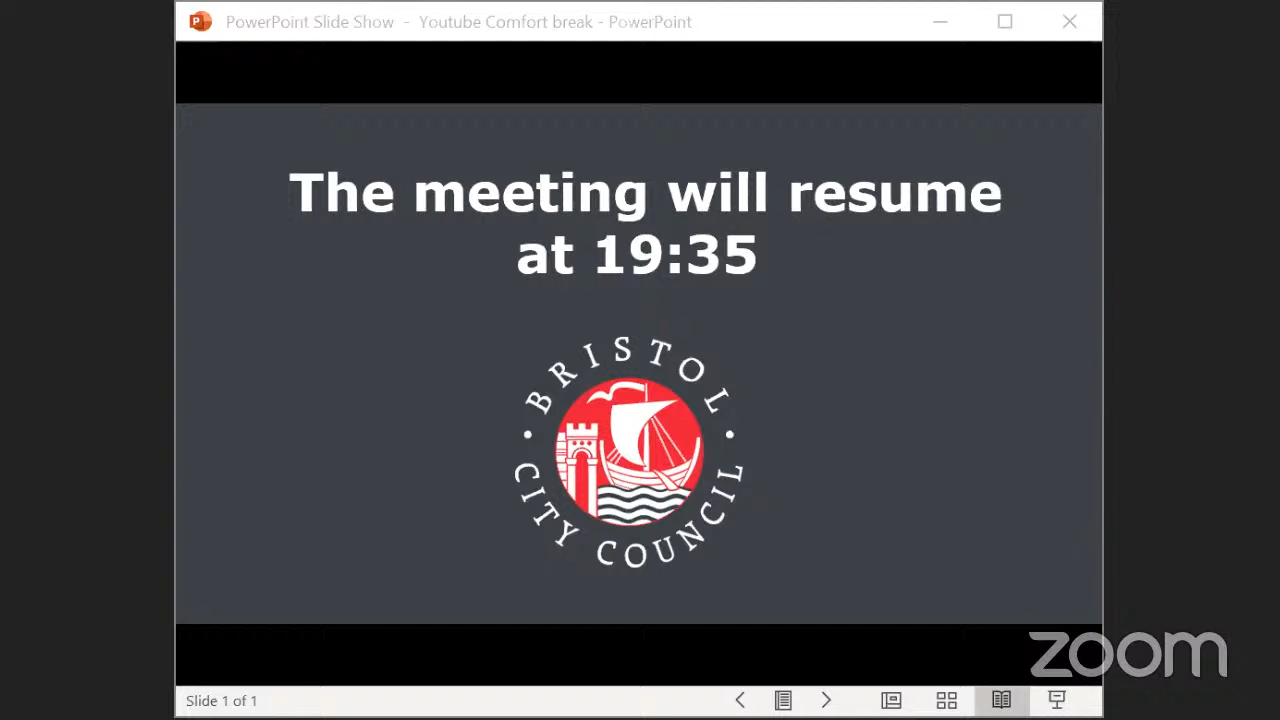 PowerPoint Slide Show - Youtube Comfort break - PowerPoint
The meeting will resume
at 19:35
BRISTOL
CITY COUNCIL
zoom
Slide 1 of 1